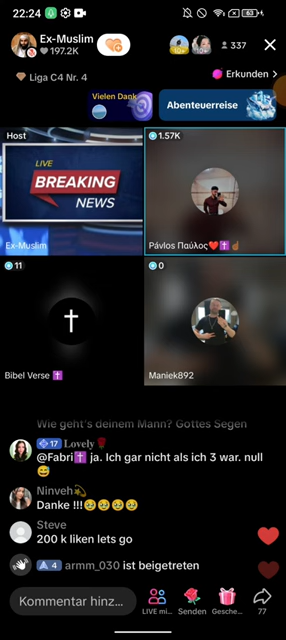 22:24
63
Ex-Muslim
197.2K
10+
10+
337
Liga C4 Nr. 4
Erkunden >
Vielen Dank
Abenteuerreise
Host
1.57K
LIVE
BREAKING
NEWS
Ex-Muslim
Pávlos Παύλος❤️✝️☝🏾
11
0
Bibel Verse ✝️
Maniek892
Wie geht's deinem Mann? Gottes Segen
17 𝐋𝐨𝐯𝐞𝐥𝐲🌹
@Fabri✝️ ja. Ich gar nicht als ich 3 war. null
😅
Ninveh💫
Danke !!!🥹🥹🥹🥹
Steve
200 k liken lets go
4 armm_030 ist beigetreten
Kommentar hinz...
LIVE mi...
Senden
Gesche...
77